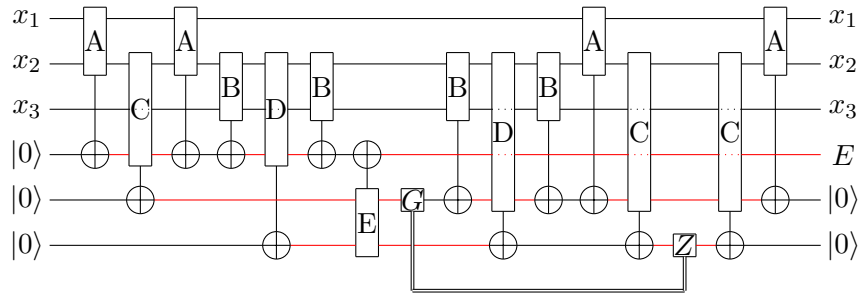 x₁ A A A A x₁
x₂ B B B B x₂
x₃ C D D C C x₃
|0⟩ E
|0⟩ G |0⟩
|0⟩ E Z |0⟩